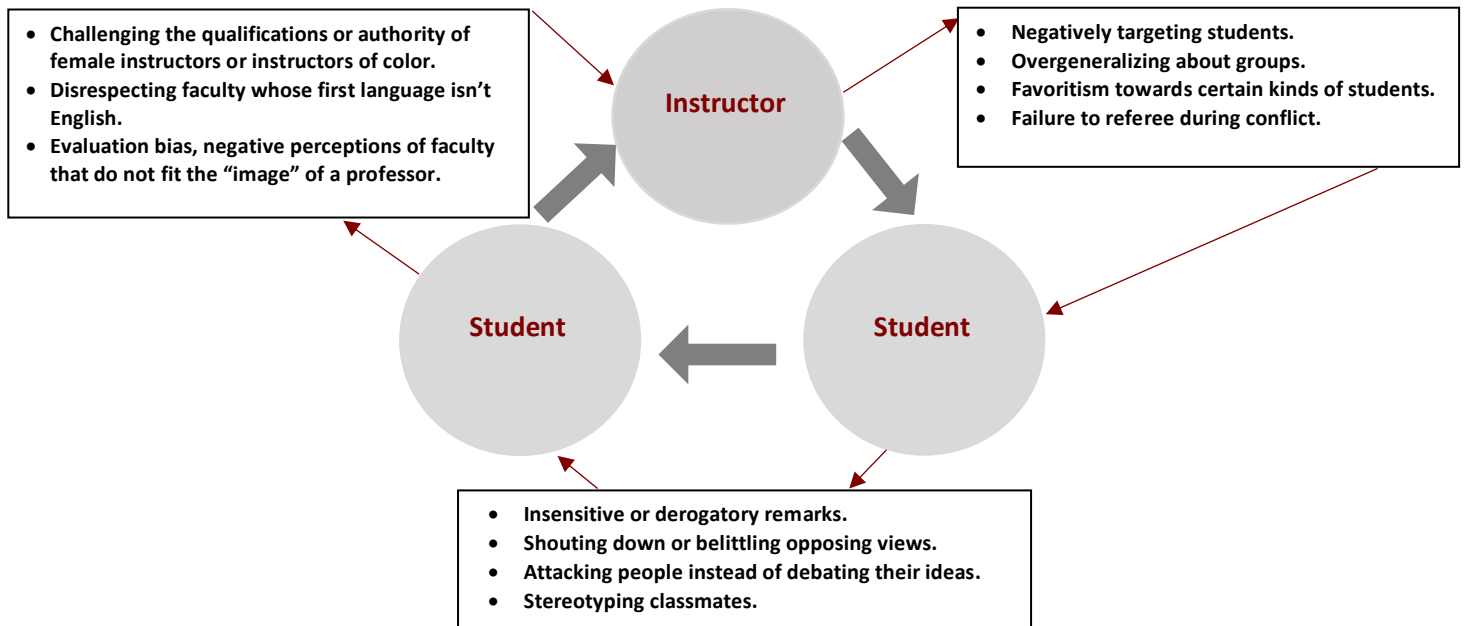 • Challenging the qualifications or authority of
female instructors or instructors of color.
• Disrespecting faculty whose first language isn’t
English.
• Evaluation bias, negative perceptions of faculty
that do not fit the “image” of a professor.
Instructor
• Negatively targeting students.
• Overgeneralizing about groups.
• Favoritism towards certain kinds of students.
• Failure to referee during conflict.
Student
Student
• Insensitive or derogatory remarks.
• Shouting down or belittling opposing views.
• Attacking people instead of debating their ideas.
• Stereotyping classmates.